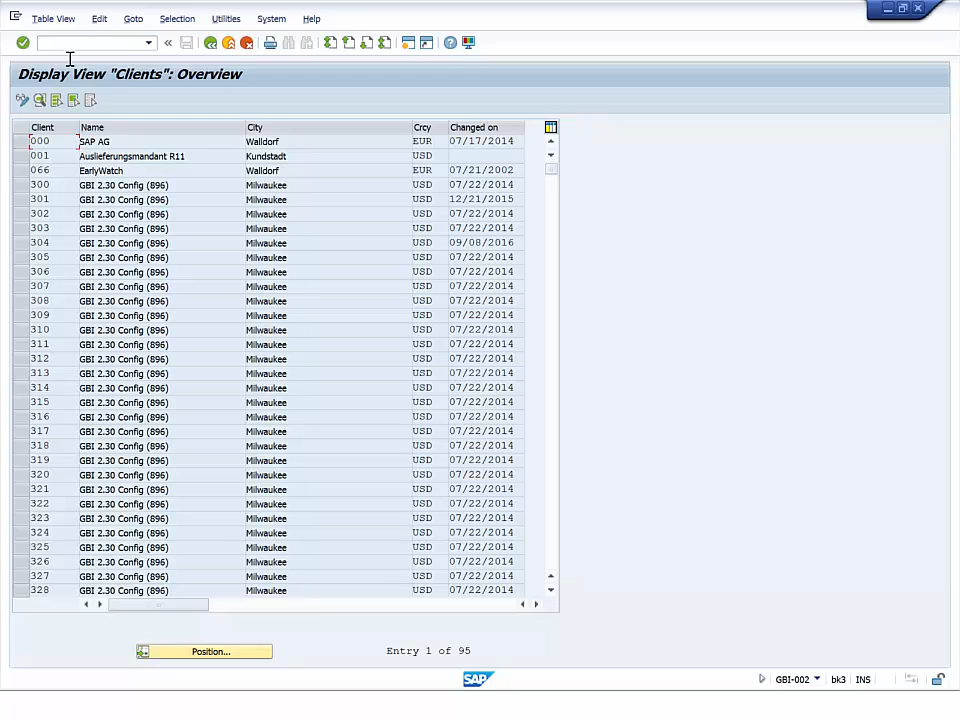 Table View Edit Goto Selection Utilities System Help
Display View "Clients": Overview
Client Name City Crcy Changed on
000 SAP AG Walldorf EUR 07/17/2014
001 Auslieferungsmandant R11 Kundstadt USD
066 EarlyWatch Walldorf EUR 07/21/2002
300 GBI 2.30 Config (896) Milwaukee USD 07/22/2014
301 GBI 2.30 Config (896) Milwaukee USD 12/21/2015
302 GBI 2.30 Config (896) Milwaukee USD 07/22/2014
303 GBI 2.30 Config (896) Milwaukee USD 07/22/2014
304 GBI 2.30 Config (896) Milwaukee USD 09/08/2016
305 GBI 2.30 Config (896) Milwaukee USD 07/22/2014
306 GBI 2.30 Config (896) Milwaukee USD 07/22/2014
307 GBI 2.30 Config (896) Milwaukee USD 07/22/2014
308 GBI 2.30 Config (896) Milwaukee USD 07/22/2014
309 GBI 2.30 Config (896) Milwaukee USD 07/22/2014
310 GBI 2.30 Config (896) Milwaukee USD 07/22/2014
311 GBI 2.30 Config (896) Milwaukee USD 07/22/2014
312 GBI 2.30 Config (896) Milwaukee USD 07/22/2014
313 GBI 2.30 Config (896) Milwaukee USD 07/22/2014
314 GBI 2.30 Config (896) Milwaukee USD 07/22/2014
315 GBI 2.30 Config (896) Milwaukee USD 07/22/2014
316 GBI 2.30 Config (896) Milwaukee USD 07/22/2014
317 GBI 2.30 Config (896) Milwaukee USD 07/22/2014
318 GBI 2.30 Config (896) Milwaukee USD 07/22/2014
319 GBI 2.30 Config (896) Milwaukee USD 07/22/2014
320 GBI 2.30 Config (896) Milwaukee USD 07/22/2014
321 GBI 2.30 Config (896) Milwaukee USD 07/22/2014
322 GBI 2.30 Config (896) Milwaukee USD 07/22/2014
323 GBI 2.30 Config (896) Milwaukee USD 07/22/2014
324 GBI 2.30 Config (896) Milwaukee USD 07/22/2014
325 GBI 2.30 Config (896) Milwaukee USD 07/22/2014
326 GBI 2.30 Config (896) Milwaukee USD 07/22/2014
327 GBI 2.30 Config (896) Milwaukee USD 07/22/2014
328 GBI 2.30 Config (896) Milwaukee USD 07/22/2014
Position... Entry 1 of 95
SAP GBI-002 bk3 INS